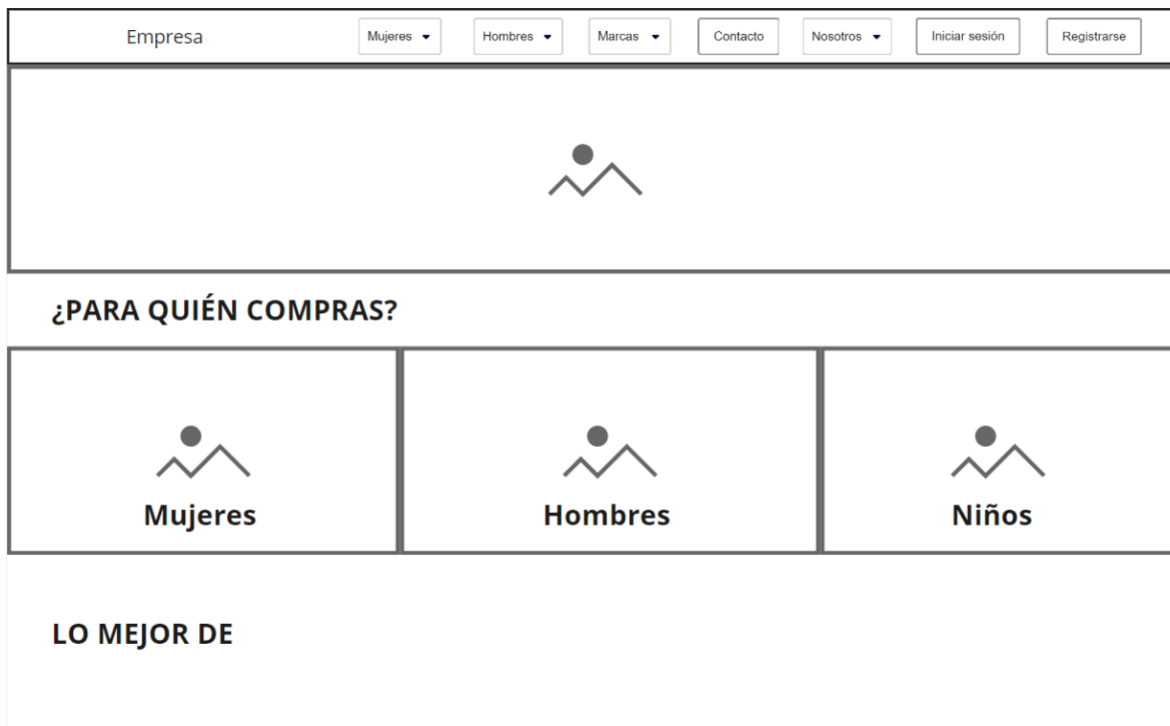 Empresa
Mujeres
Hombres
Marcas
Contacto
Nosotros
Iniciar sesión
Registrarse
¿PARA QUIÉN COMPRAS?
Mujeres
Hombres
Niños
LO MEJOR DE